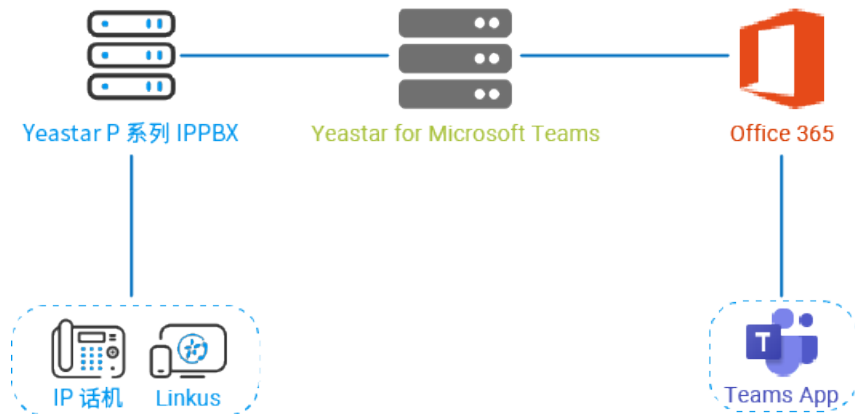 Yeastar P 系列 IPPBX
Yeastar for Microsoft Teams
Office 365
IP 话机
Linkus
T
Teams App